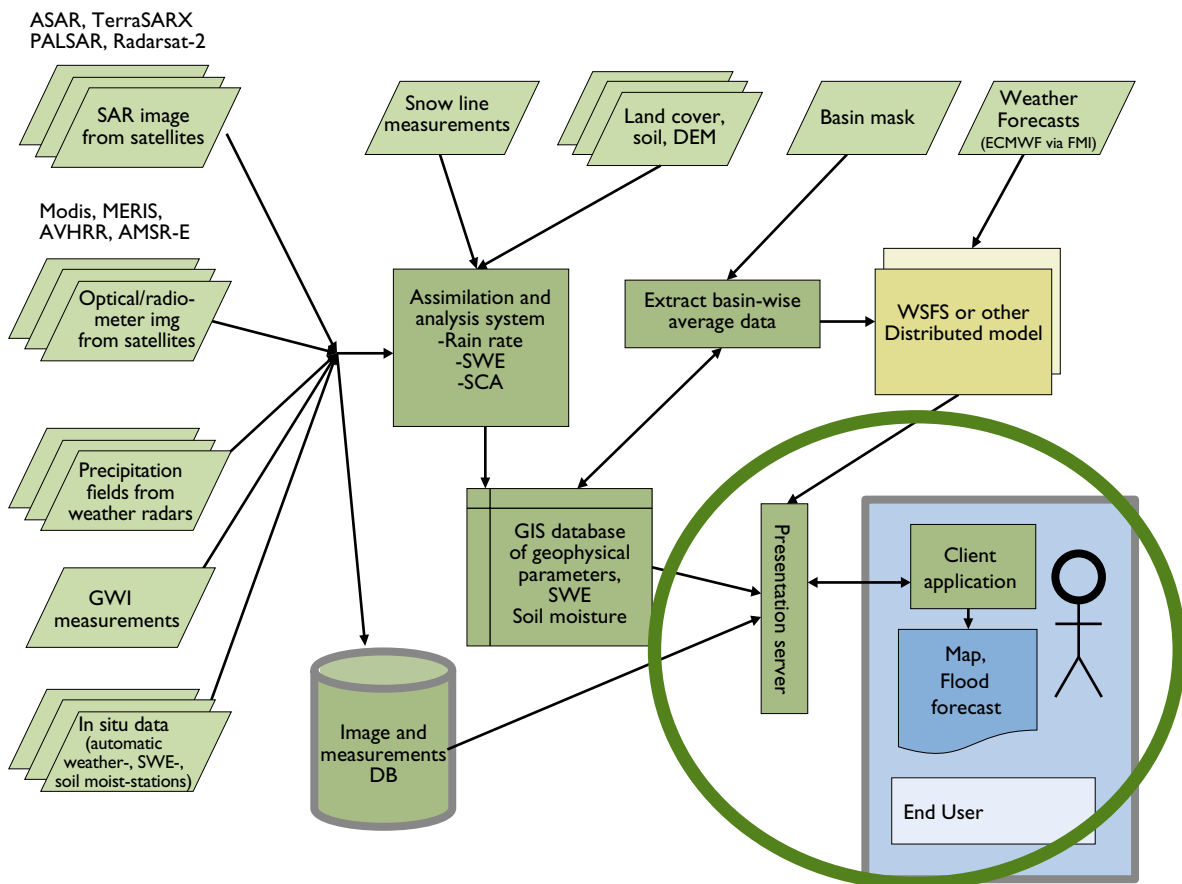 ASAR, TerraSARX
PALSAR, Radarsat-2
SAR image
from satellites
Snow line
measurements
Land cover,
soil, DEM
Basin mask
Weather
Forecasts
(ECMWF via FMI)
Modis, MERIS,
AVHRR, AMSR-E
Optical/radio-
meter img
from satellites
Assimilation and
analysis system
-Rain rate
-SWE
-SCA
Extract basin-wise
average data
WSFS or other
Distributed model
Precipitation
fields from
weather radars
GIS database
of geophysical
parameters,
SWE
Soil moisture
Presentation server
Client
application
GWI
measurements
Map,
Flood
forecast
In situ data
(automatic
weather-, SWE-,
soil moist-stations)
Image and
measurements
DB
End User